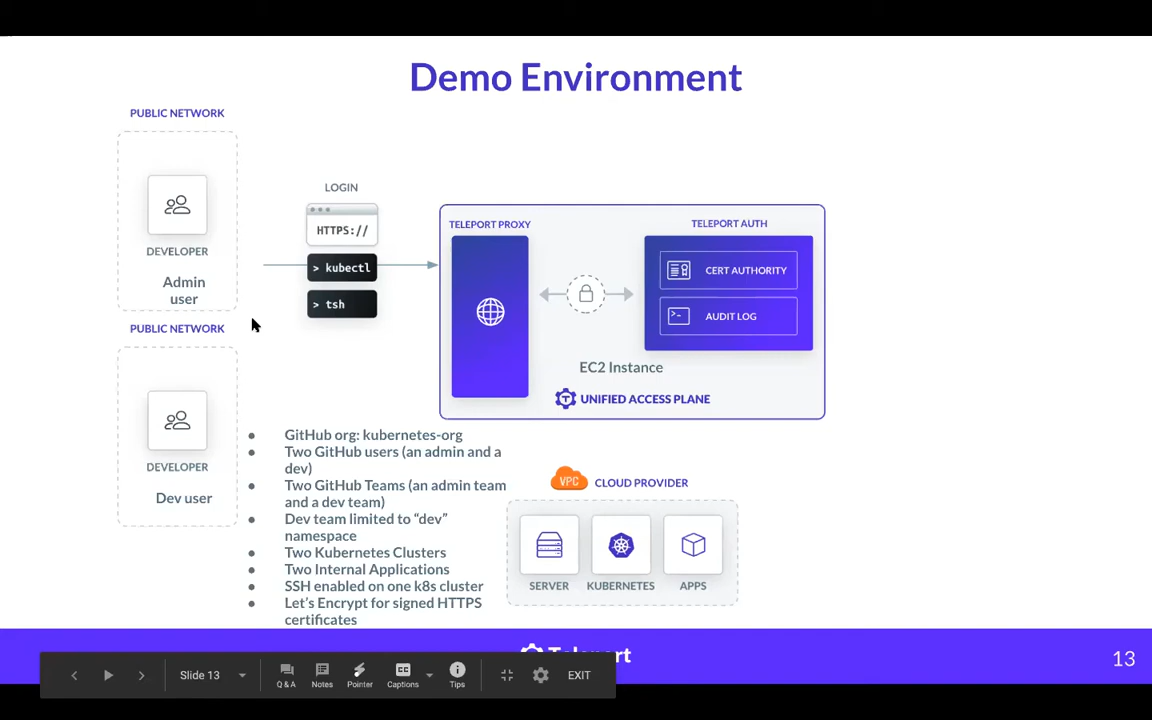 Demo Environment
PUBLIC NETWORK
DEVELOPER
Admin
user
PUBLIC NETWORK
DEVELOPER
Dev user
LOGIN
HTTPS://
> kubectl
> tsh
TELEPORT PROXY
TELEPORT AUTH
CERT AUTHORITY
>- AUDIT LOG
EC2 Instance
T UNIFIED ACCESS PLANE
● GitHub org: kubernetes-org
● Two GitHub users (an admin and a
dev)
● Two GitHub Teams (an admin team
and a dev team)
● Dev team limited to “dev”
namespace
● Two Kubernetes Clusters
● Two Internal Applications
● SSH enabled on one k8s cluster
● Let’s Encrypt for signed HTTPS
certificates
VPC CLOUD PROVIDER
SERVER KUBERNETES APPS
Teleport
13
Slide 13
Q & A
Notes
Pointer
CC
Captions
Tips
EXIT